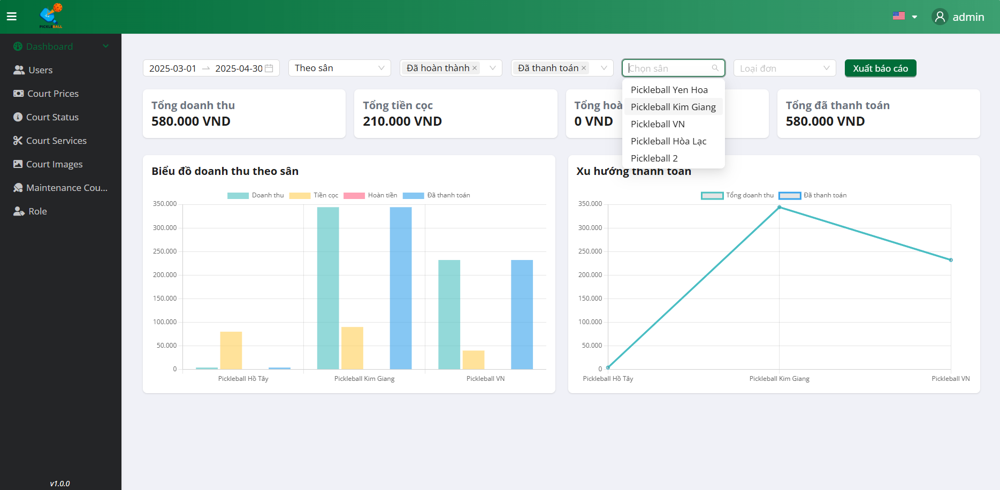 PICKLEBALL
admin
Dashboard
Users
Court Prices
Court Status
Court Services
Court Images
Maintenance Cou...
Role
v1.0.0
2025-03-01
2025-04-30
Theo sân
Đã hoàn thành
Đã thanh toán
Chọn sân
Loại đơn
Xuất báo cáo
Pickleball Yen Hoa
Pickleball Kim Giang
Pickleball VN
Pickleball Hòa Lạc
Pickleball 2
Tổng doanh thu
580.000 VND
Tổng tiền cọc
210.000 VND
Tổng hoà
0 VND
Tổng đã thanh toán
580.000 VND
Biểu đồ doanh thu theo sân
Doanh thu
Tiền cọc
Hoàn tiền
Đã thanh toán
350.000
300.000
250.000
200.000
150.000
100.000
50.000
0
Pickleball Hồ Tây
Pickleball Kim Giang
Pickleball VN
Xu hướng thanh toán
Tổng doanh thu
Đã thanh toán
350.000
300.000
250.000
200.000
150.000
100.000
50.000
0
Pickleball Hồ Tây
Pickleball Kim Giang
Pickleball VN